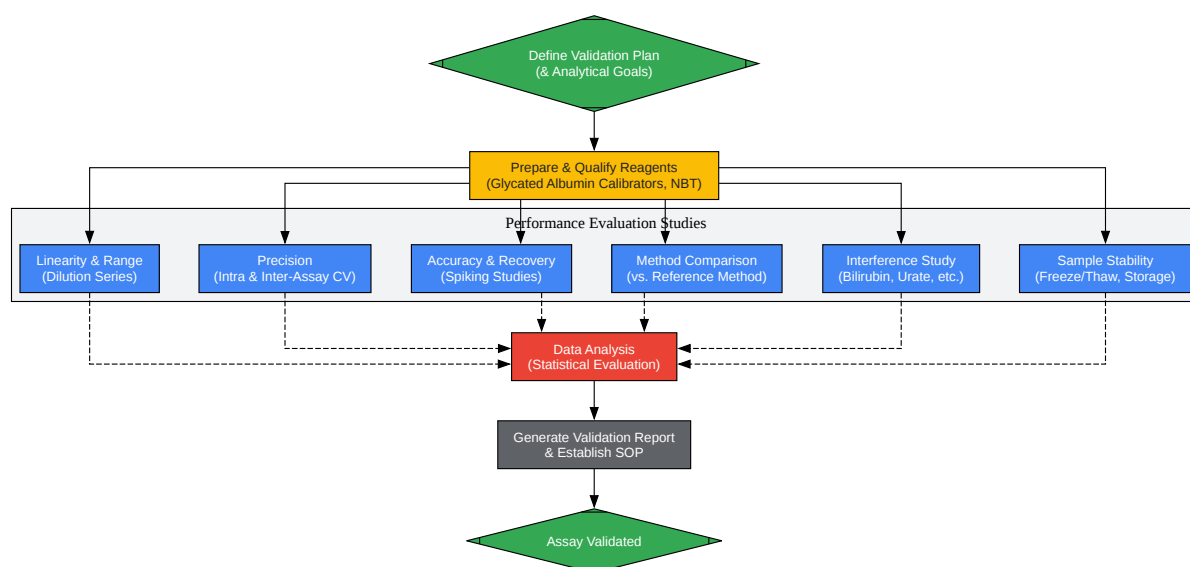 Define Validation Plan
(& Analytical Goals)
Prepare & Qualify Reagents
(Glycated Albumin Calibrators, NBT)
Performance Evaluation Studies
Linearity & Range
(Dilution Series)
Precision
(Intra & Inter-Assay CV)
Accuracy & Recovery
(Spiking Studies)
Method Comparison
(vs. Reference Method)
Interference Study
(Bilirubin, Urate, etc.)
Sample Stability
(Freeze/Thaw, Storage)
Data Analysis
(Statistical Evaluation)
Generate Validation Report
& Establish SOP
Assay Validated